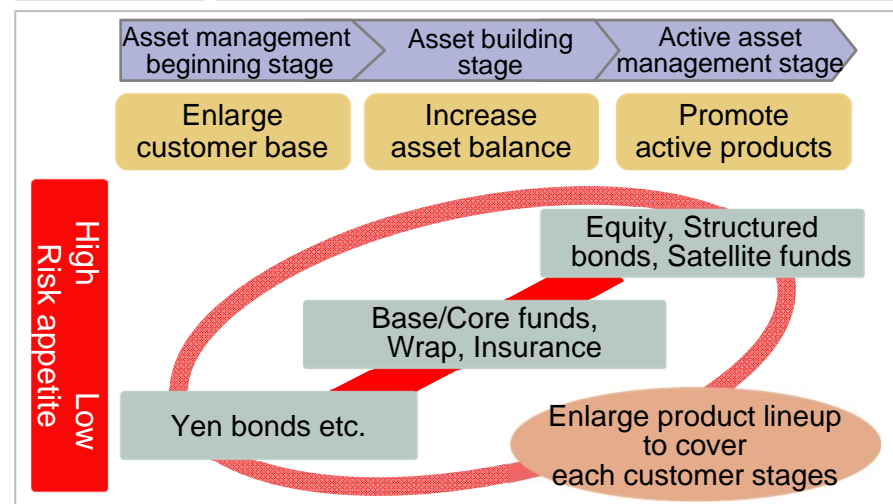 Asset management
beginning stage
Asset building
stage
Active asset
management stage
Enlarge
customer base
Increase
asset balance
Promote
active products
High
Low
Risk appetite
Equity, Structured
bonds, Satellite funds
Base/Core funds,
Wrap, Insurance
Yen bonds etc.
Enlarge product lineup
to cover
each customer stages